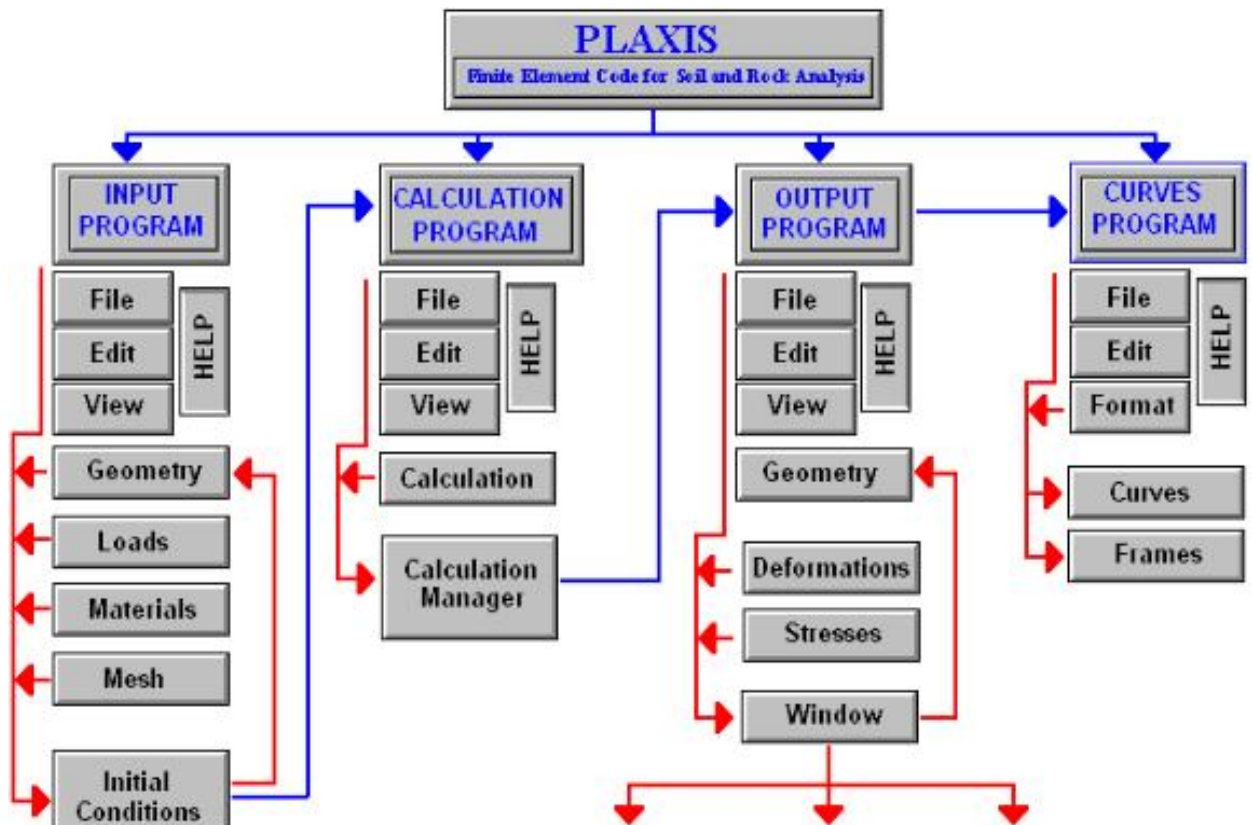 PLAXIS
Finite Element Code for Soil and Rock Analysis
INPUT
PROGRAM
File
Edit
View
HELP
Geometry
Loads
Materials
Mesh
Initial
Conditions
CALCULATION
PROGRAM
File
Edit
View
HELP
Calculation
Calculation
Manager
OUTPUT
PROGRAM
File
Edit
View
HELP
Geometry
Deformations
Stresses
Window
CURVES
PROGRAM
File
Edit
Format
HELP
Curves
Frames